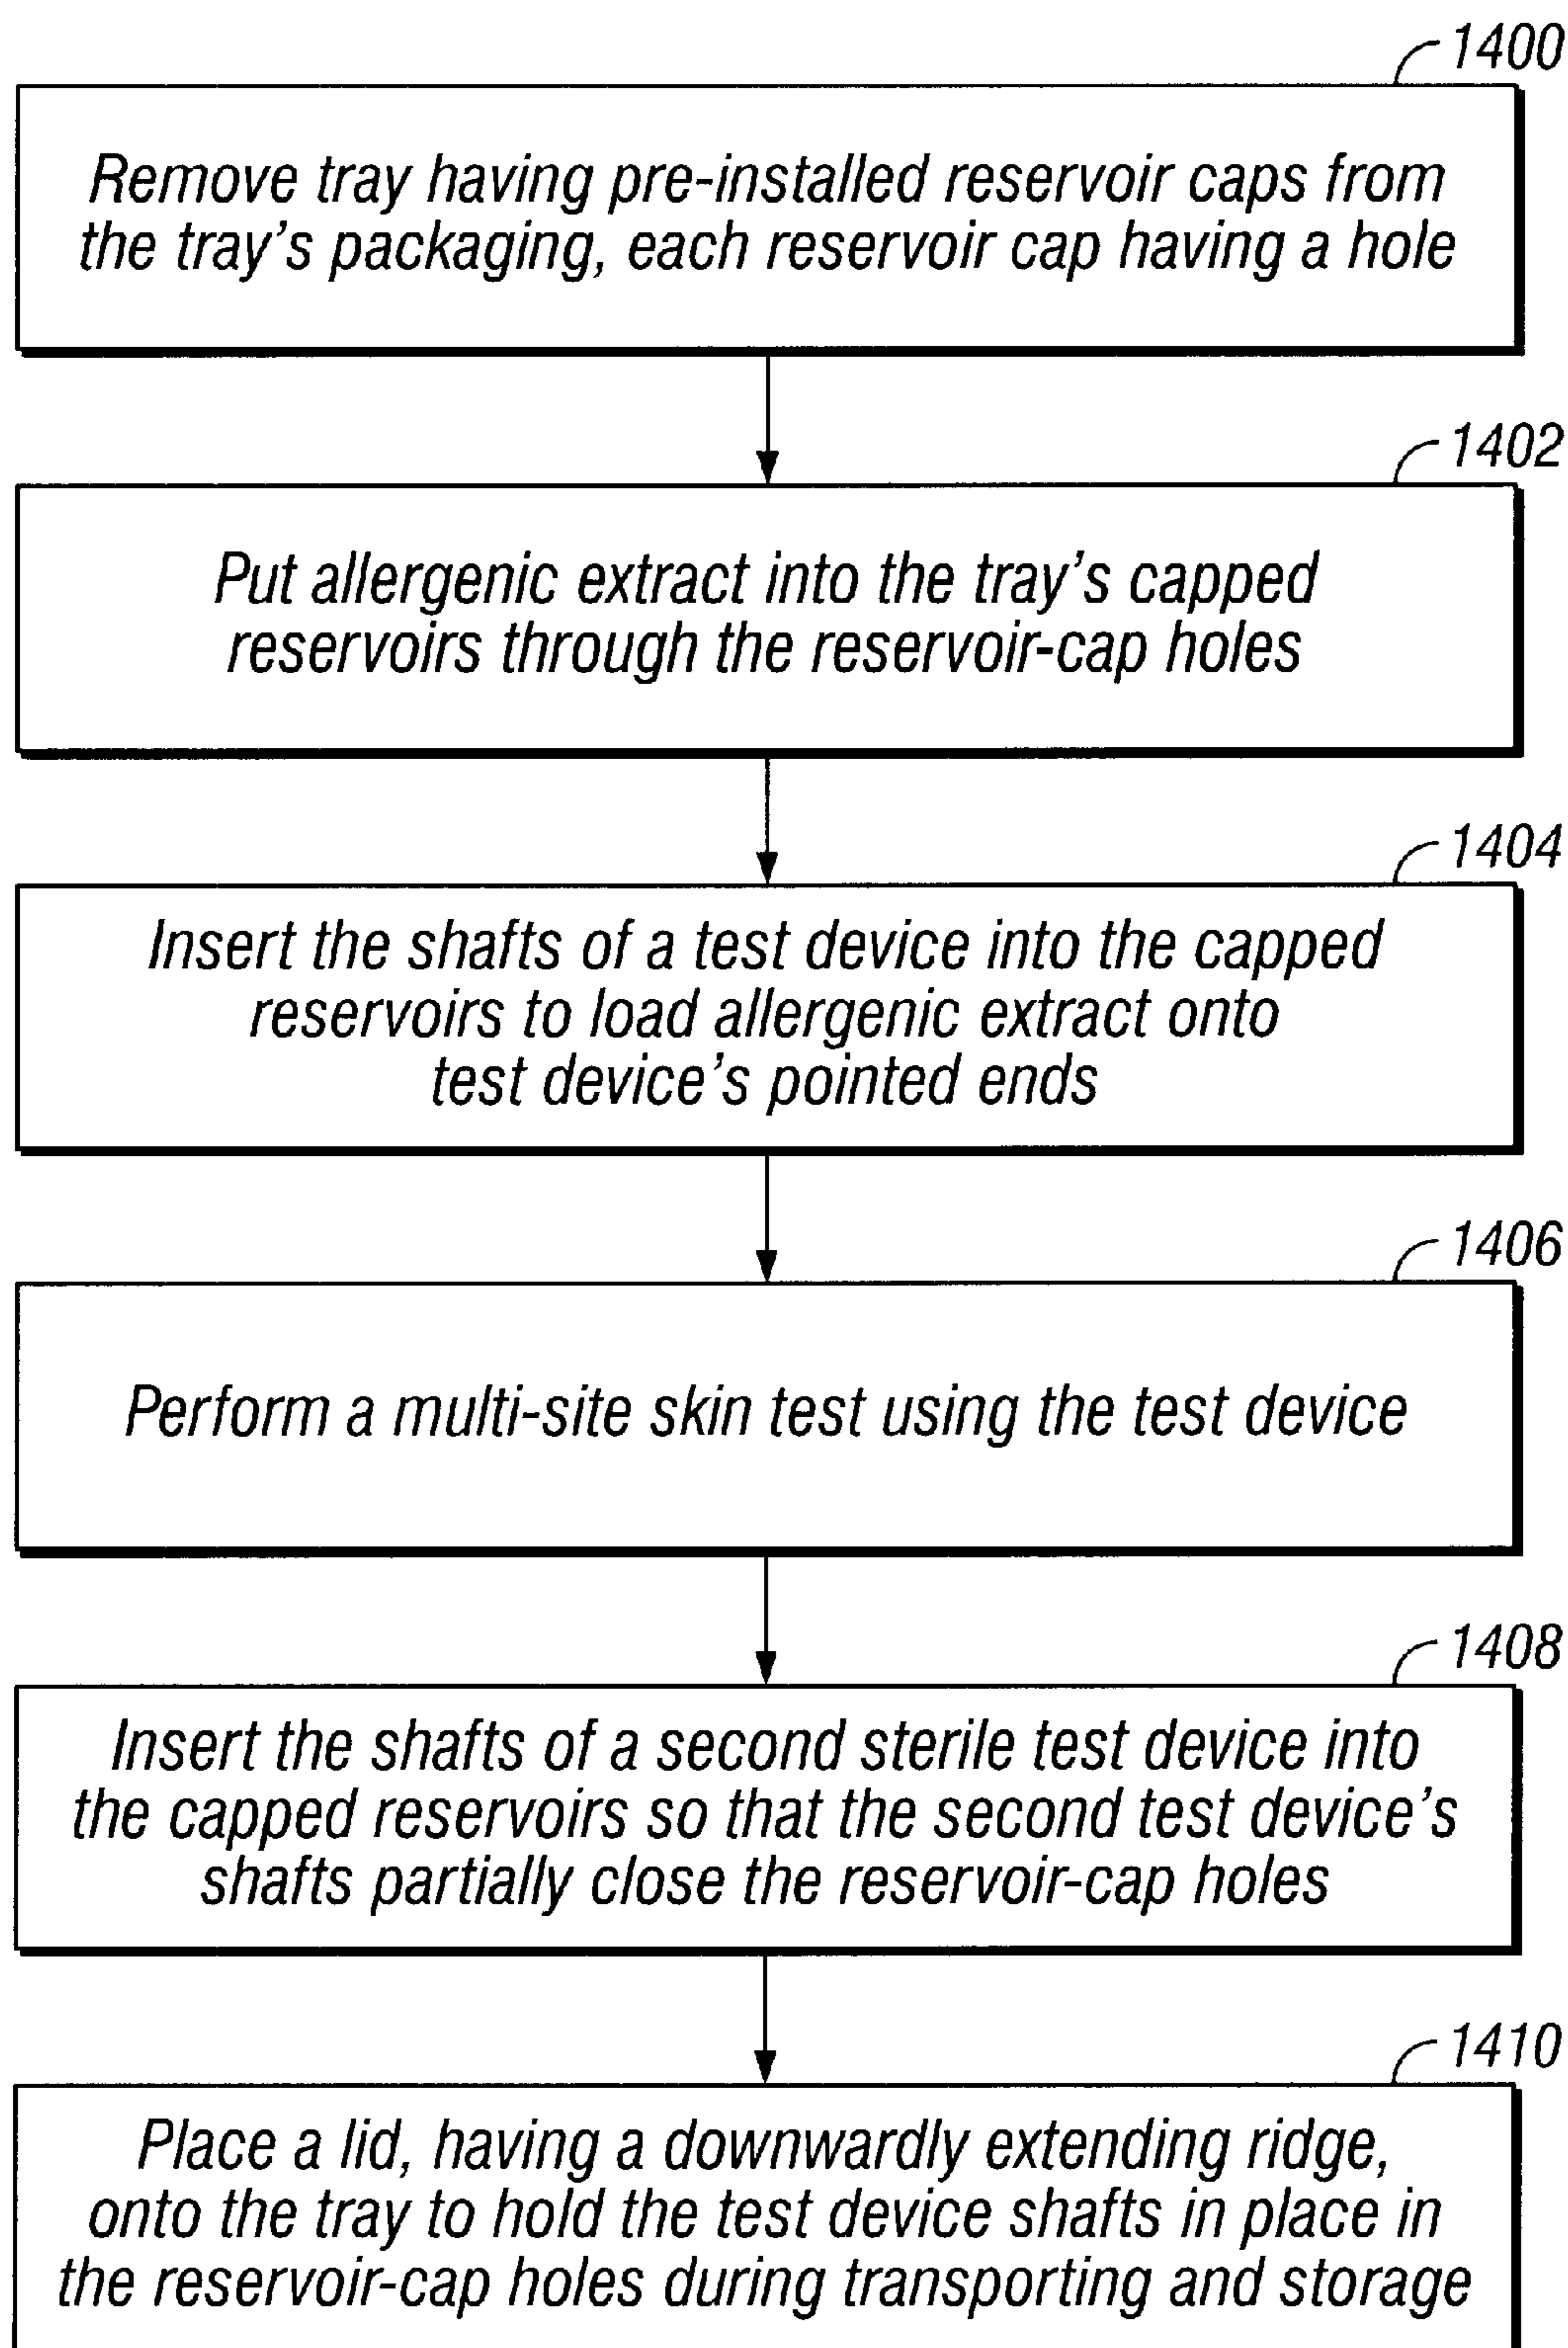 1400
Remove tray having pre-installed reservoir caps from
the tray's packaging, each reservoir cap having a hole
1402
Put allergenic extract into the tray's capped
reservoirs through the reservoir-cap holes
1404
Insert the shafts of a test device into the capped
reservoirs to load allergenic extract onto
test device's pointed ends
1406
Perform a multi-site skin test using the test device
1408
Insert the shafts of a second sterile test device into
the capped reservoirs so that the second test device's
shafts partially close the reservoir-cap holes
1410
Place a lid, having a downwardly extending ridge,
onto the tray to hold the test device shafts in place in
the reservoir-cap holes during transporting and storage